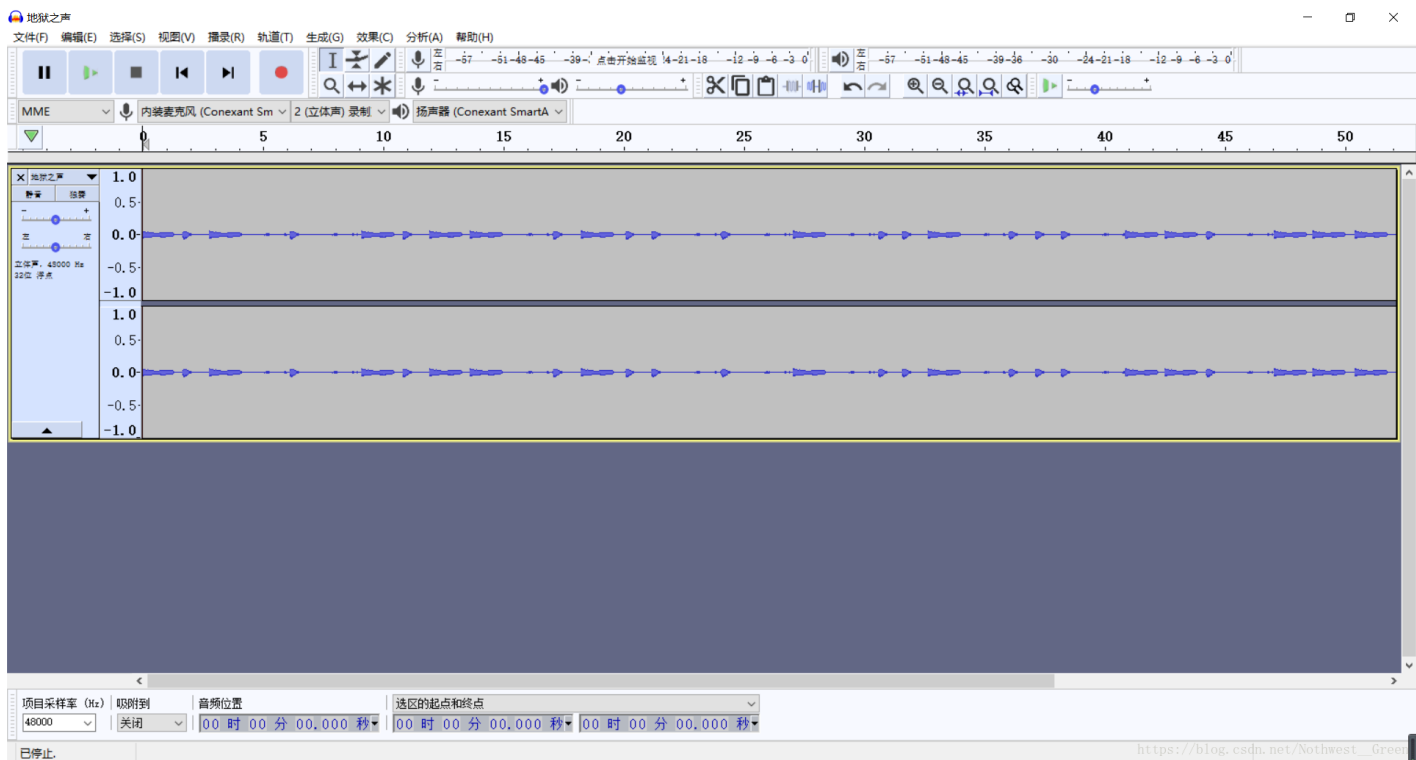 地狱之声
文件(F) 编辑(E) 选择(S) 视图(V) 播录(R) 轨道(T) 生成(G) 效果(C) 分析(A) 帮助(H)
左 右 -57 -51-48-45 -39- 点击开始监视 !4-21-18 -12 -9 -6 -3 0 左 右 -57 -51-48-45 -39-36 -30 -24-21-18 -12 -9 -6 -3 0
MME 内装麦克风 (Conexant Sm 2 (立体声) 录制 扬声器 (Conexant SmartA
0 5 10 15 20 25 30 35 40 45 50
地狱之声 1.0
静音 独奏 0.5
- + 0.0
左 右 -0.5
立体声, 48000 Hz
32位 浮点
-1.0
1.0
0.5
0.0
-0.5
-1.0
项目采样率 (Hz) 吸附到 音频位置 选区的起点和终点
48000 关闭 00 时 00 分 00.000 秒 00 时 00 分 00.000 秒 00 时 00 分 00.000 秒
已停止.
https://blog.csdn.net/Nothwest_Green